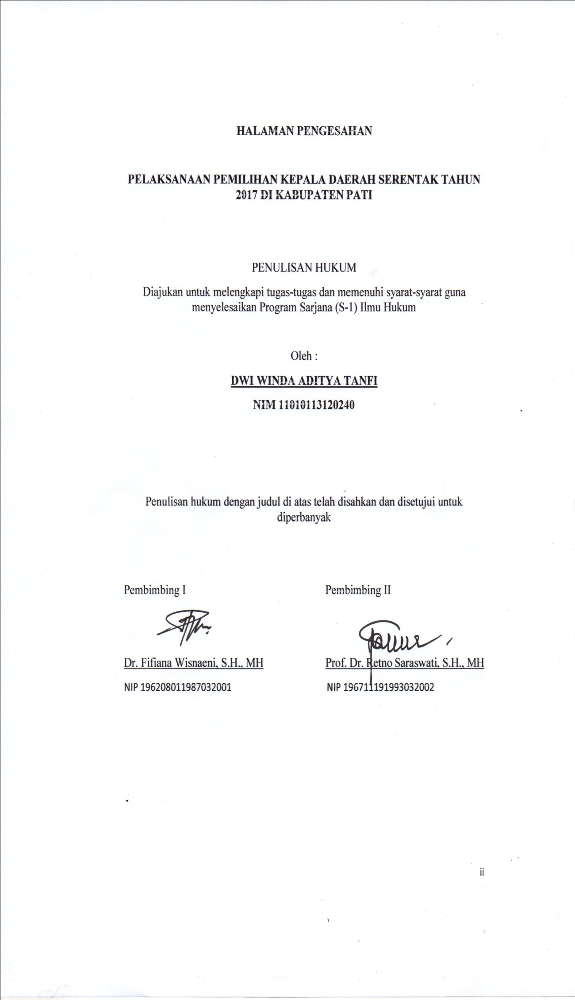 HALAMAN PENGESAHAN
PELAKSANAAN PEMILIHAN KEPALA DAERAH SERENTAK TAHUN
2017 DI KABUPATEN PATI
PENULISAN HUKUM
Diajukan untuk melengkapi tugas-tugas dan memenuhi syarat-syarat guna
menyelesaikan Program Sarjana (S-1) Ilmu Hukum
Oleh :
DWI WINDA ADITYA TANFI
NIM 11010113120240
Penulisan hukum dengan judul di atas telah disahkan dan disetujui untuk
diperbanyak
Pembimbing I
Pembimbing II
Dr. Fifiana Wisnaeni, S.H., MH
Prof. Dr. Retno Saraswati, S.H., MH
NIP 196208011987032001
NIP 196711191993032002
ii